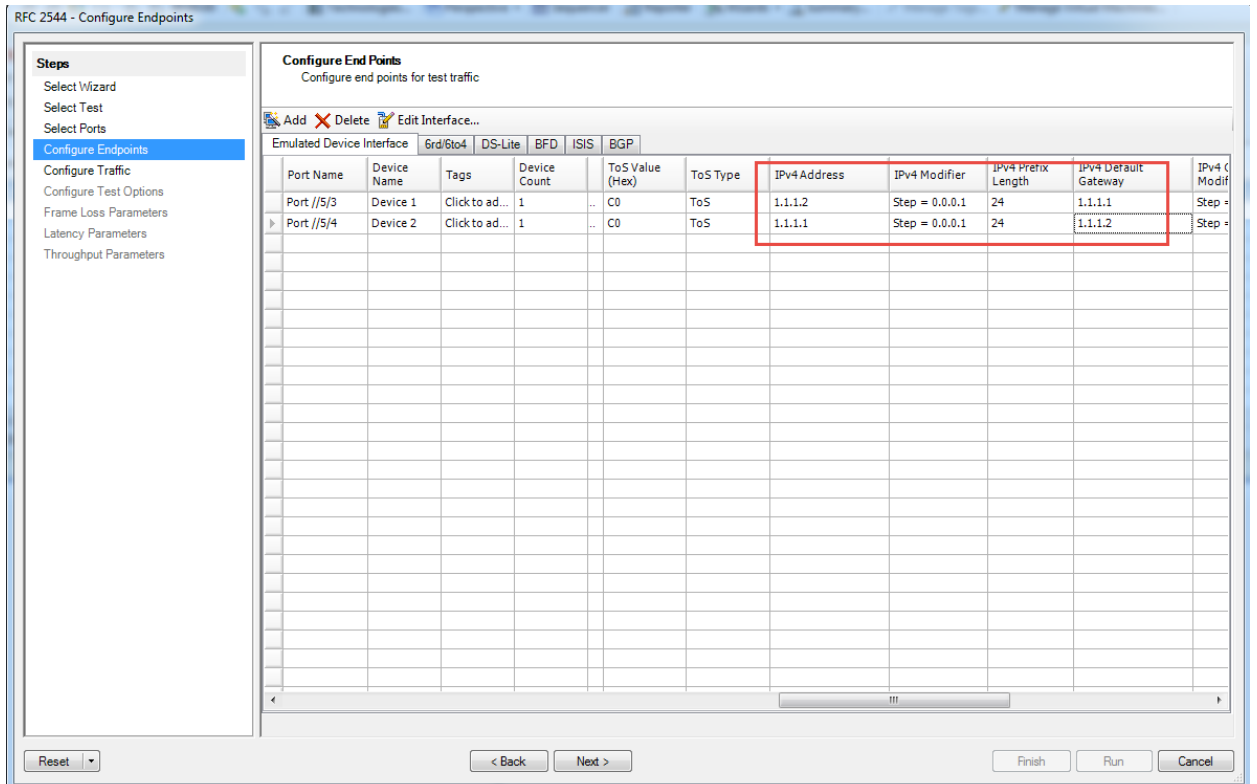 RFC 2544 - Configure Endpoints
Steps
Select Wizard
Select Test
Select Ports
Configure Endpoints
Configure Traffic
Configure Test Options
Frame Loss Parameters
Latency Parameters
Throughput Parameters
Configure End Points
Configure end points for test traffic
Add Delete Edit Interface...
Emulated Device Interface 6rd/6to4 DS-Lite BFD ISIS BGP
Port Name Device Name Tags Device Count ToS Value (Hex) ToS Type IPv4 Address IPv4 Modifier IPv4 Prefix Length IPv4 Default Gateway IPv4 Modif
Port //5/3 Device 1 Click to ad... 1 .. C0 ToS 1.1.1.2 Step = 0.0.0.1 24 1.1.1.1 Step =
Port //5/4 Device 2 Click to ad... 1 .. C0 ToS 1.1.1.1 Step = 0.0.0.1 24 1.1.1.2 Step =
Reset < Back Next > Finish Run Cancel